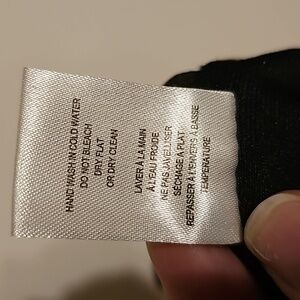 HAND WASH IN COLD WATER
DO NOT BLEACH
DRY FLAT
OR DRY CLEAN
LAVER À LA MAIN
À L'EAU FROIDE
NE PAS JAVELLISER
SÉCHAGE À PLAT
REPASSER À L'ENVERS À BASSE
TEMPÉRATURE